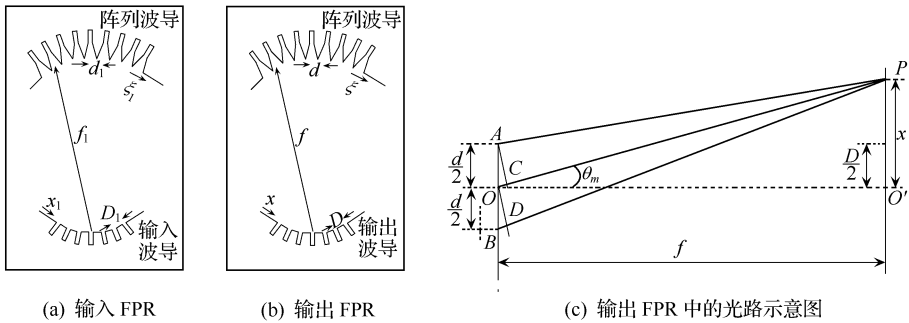 阵列波导
d₁
ξ₁
f₁
x₁
D₁
输入
波导
(a) 输入 FPR
阵列波导
d
ξ
f
x
D
输出
波导
(b) 输出 FPR
P
x
A
d/2
C
θₘ
D/2
O
O'
d/2
D
B
f
(c) 输出 FPR 中的光路示意图